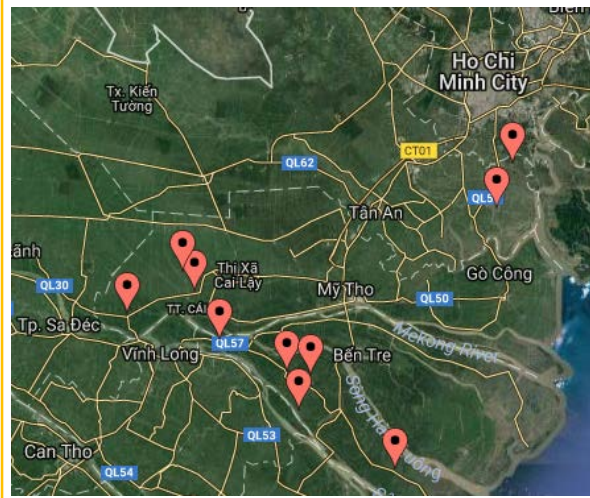 Ho Chi
Minh City
Tx. Kiến
Tường
CT01
QL62
QL5
Tân An
Thị Xã
Cai Lậy
Gò Công
QL30
Mỹ Tho
QL50
TT. CÁI
Tp. Sa Đéc
Mekong River
QL57
Vĩnh Long
Bến Tre
QL53
Can Tho
QL54